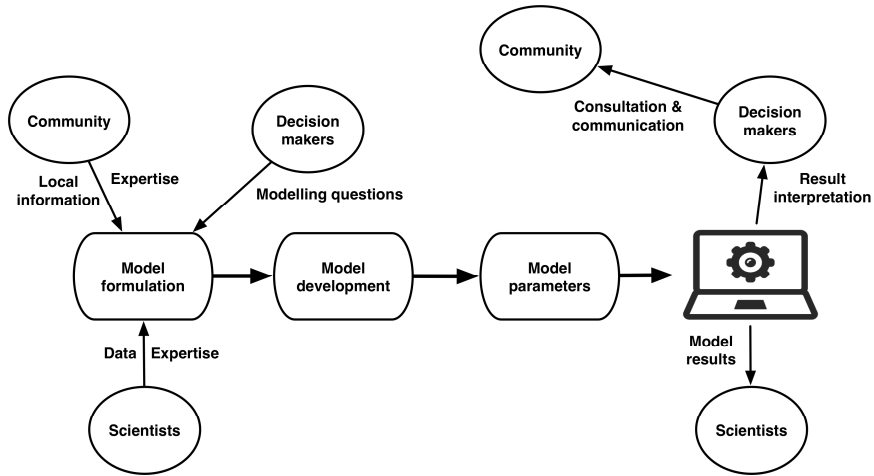 Community
Consultation &
communication
Decision
makers
Result
interpretation
Community
Decision
makers
Local
information
Expertise
Modelling questions
Model
formulation
Model
development
Model
parameters
Data
Expertise
Scientists
Model
results
Scientists